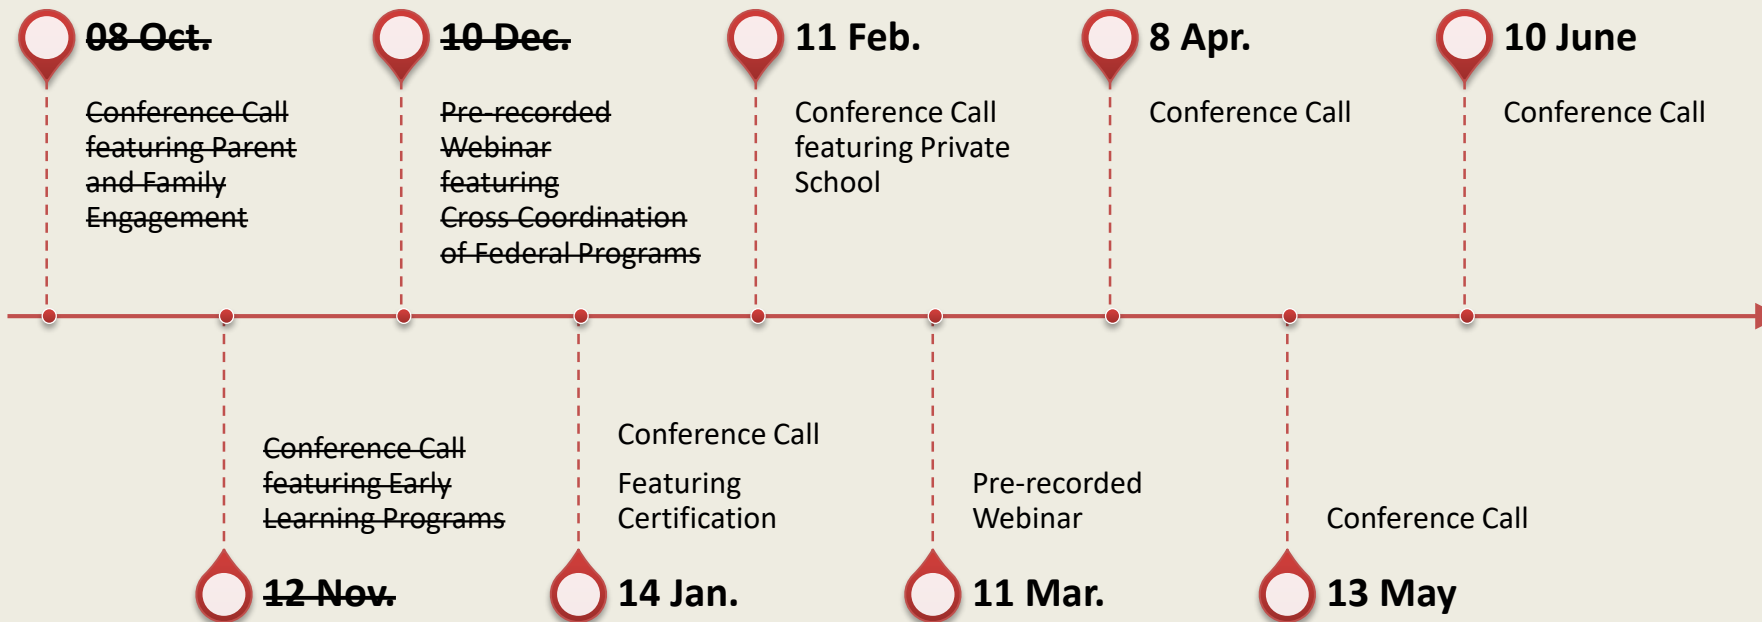 08 Oct.
Conference Call
featuring Parent
and Family
Engagement
10 Dec.
Pre-recorded
Webinar
featuring
Cross Coordination
of Federal Programs
11 Feb.
Conference Call
featuring Private
School
8 Apr.
Conference Call
10 June
Conference Call
Conference Call
featuring Early
Learning Programs
12 Nov.
Conference Call
Featuring
Certification
14 Jan.
Pre-recorded
Webinar
11 Mar.
Conference Call
13 May